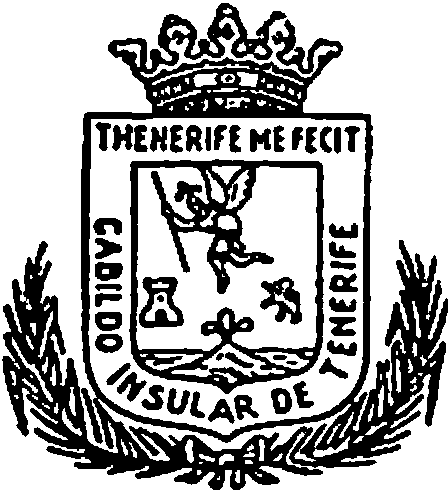 THENERIFE ME FECIT
CABILDO INSULAR DE TENERIFE